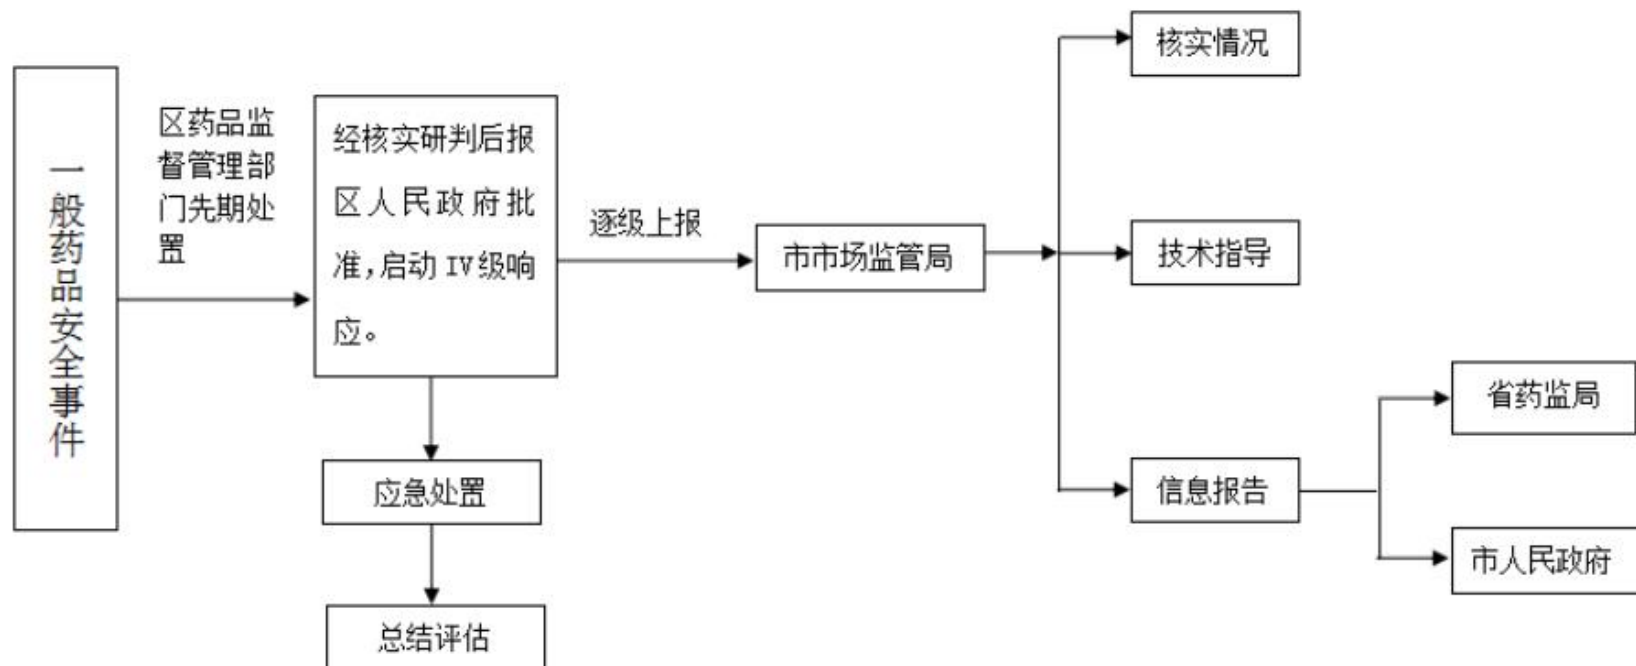 一般药品安全事件
区药品监
督管理部
门先期处
置
经核实研判后报
区人民政府批
准,启动 IV 级响
应。
逐级上报
市市场监管局
核实情况
技术指导
信息报告
省药监局
市人民政府
应急处置
总结评估